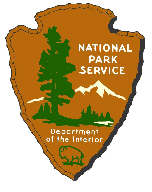 NATIONAL
PARK
SERVICE
Department
of the Interior